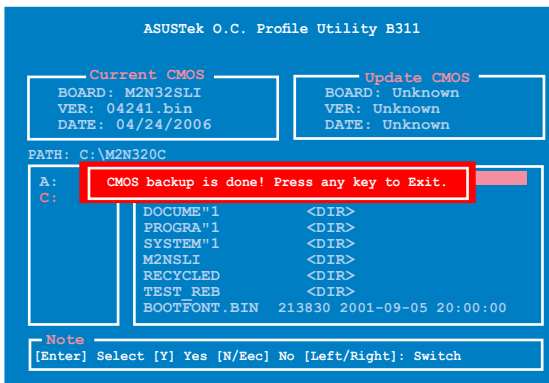 ASUSTek O.C. Profile Utility B311
Current CMOS
BOARD: M2N32SLI
VER: 04241.bin
DATE: 04/24/2006
Update CMOS
BOARD: Unknown
VER: Unknown
DATE: Unknown
PATH: C:\M2N320C
A:
C:
CMOS backup is done! Press any key to Exit.
DOCUME"1 <DIR>
PROGRA"1 <DIR>
SYSTEM"1 <DIR>
M2NSLI <DIR>
RECYCLED <DIR>
TEST_REB <DIR>
BOOTFONT.BIN 213830 2001-09-05 20:00:00
Note
[Enter] Select [Y] Yes [N/Eec] No [Left/Right]: Switch